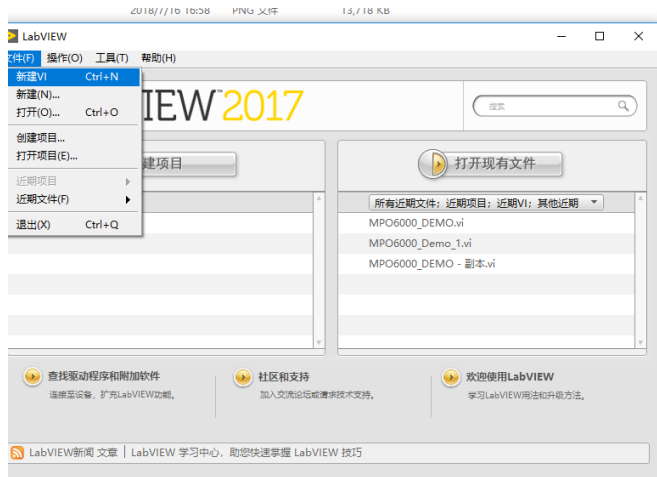 2018/7/16 16:58 PNG 文件 13,718 KB
LabVIEW
文件(F) 操作(O) 工具(T) 帮助(H)
新建VI Ctrl+N
新建(N)...
打开(O)... Ctrl+O
创建项目...
打开项目(E)...
近期项目
近期文件(F)
退出(X) Ctrl+Q
VIEW 2017
搜索
建项目
打开现有文件
所有近期文件；近期项目；近期VI；其他近期
MPO6000_DEMO.vi
MPO6000_Demo_1.vi
MPO6000_DEMO - 副本.vi
查找驱动程序和附加软件
连接至设备，扩充LabVIEW功能。
社区和支持
加入交流论坛或请求技术支持。
欢迎使用LabVIEW
学习LabVIEW用法和升级方法。
LabVIEW新闻 文章 | LabVIEW 学习中心，助您快速掌握 LabVIEW 技巧